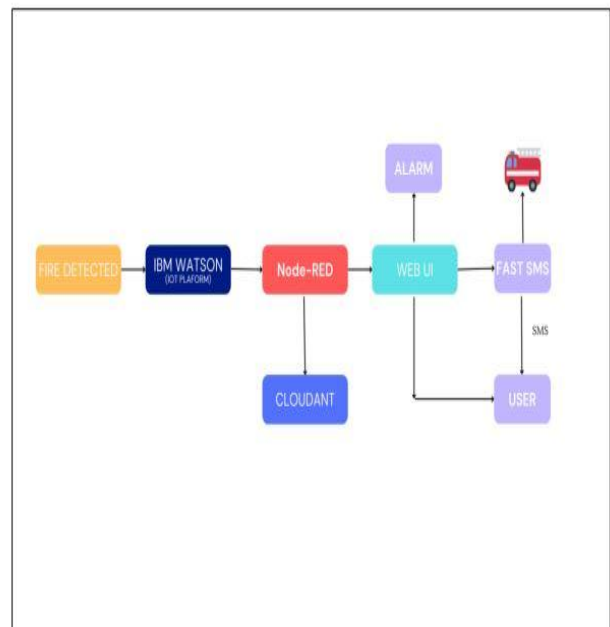 ALARM
FIRE DETECTED
IBM WATSON
(IOT PLAFORM)
Node-RED
WEB UI
FAST SMS
SMS
CLOUDANT
USER